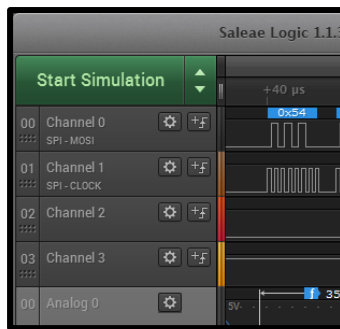 Saleae Logic 1.1.3
Start Simulation
+40 µs
00 Channel 0
SPI - MOSI
0x54
01 Channel 1
SPI - CLOCK
02 Channel 2
03 Channel 3
00 Analog 0
f 35
5V